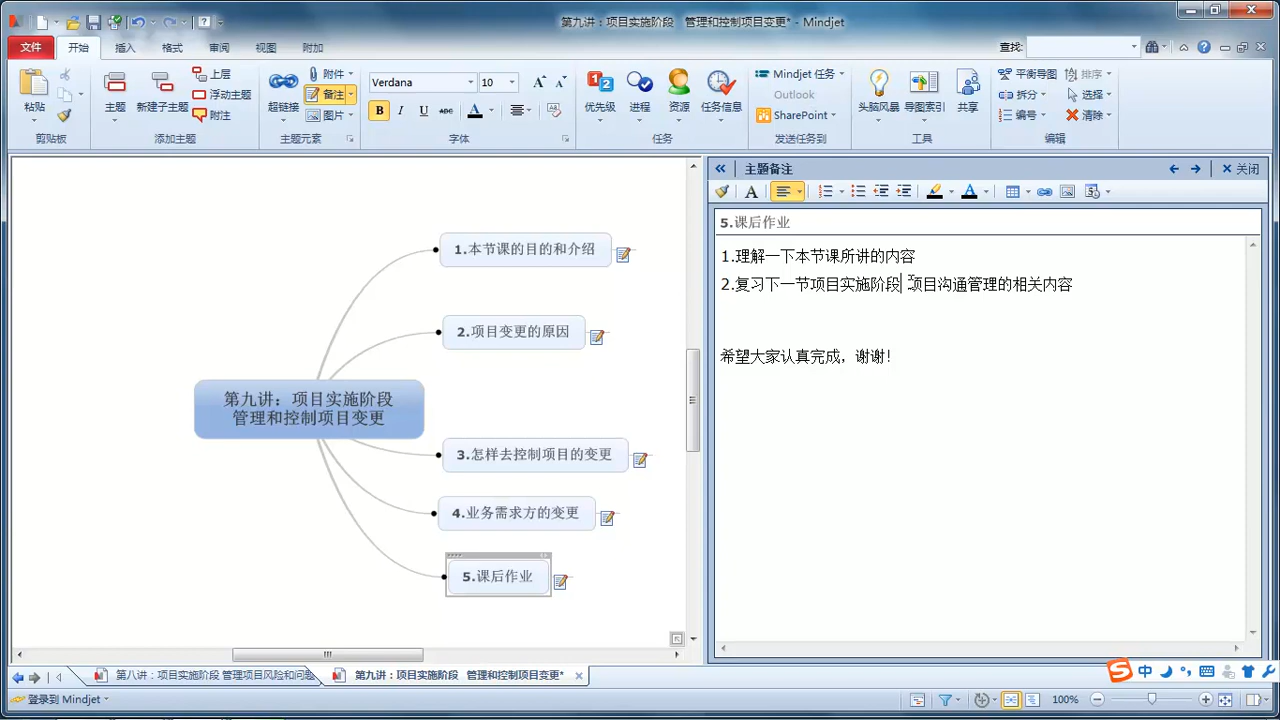 第九讲：项目实施阶段 管理和控制项目变更* - Mindjet
文件 开始 插入 格式 审阅 视图 附加 查找:
粘贴
剪贴板
主题
新建子主题
上层
浮动主题
附注
添加主题
超链接
附件
备注
图片
主题元素
Verdana 10
B I U abc A
字体
优先级
进程
资源
任务信息
任务
Mindjet 任务
Outlook
SharePoint
发送任务到
头脑风暴
导图索引
共享
工具
平衡导图
拆分
编号
排序
选择
清除
编辑
第九讲：项目实施阶段
管理和控制项目变更
1.本节课的目的和介绍
2.项目变更的原因
3.怎样去控制项目的变更
4.业务需求方的变更
5.课后作业
主题备注
关闭
5.课后作业
1.理解一下本节课所讲的内容
2.复习下一节项目实施阶段 项目沟通管理的相关内容
希望大家认真完成，谢谢！
第八讲：项目实施阶段 管理项目风险和问题
第九讲：项目实施阶段 管理和控制项目变更*
登录到 Mindjet
100%
中